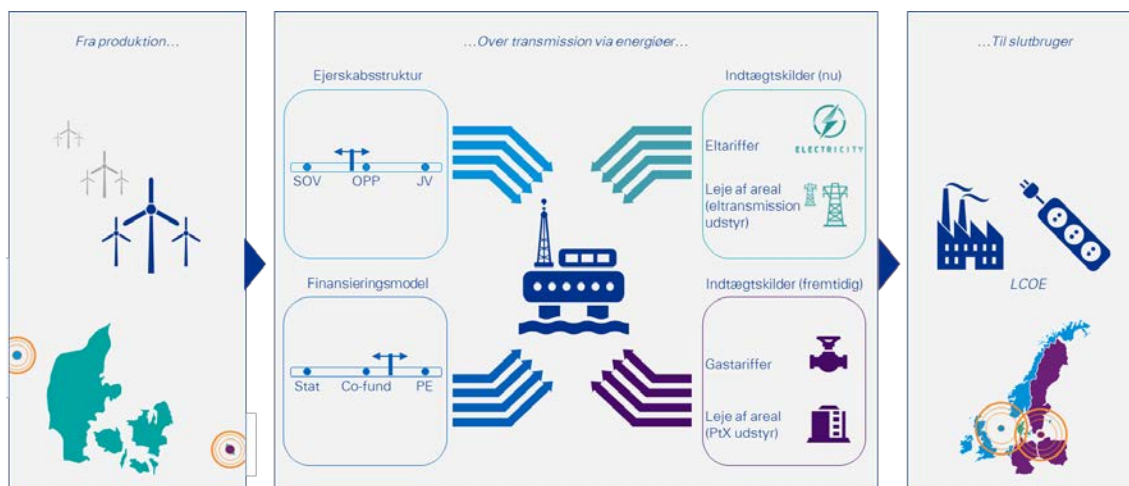 Fra produktion…
…Over transmission via energiøer…
…Til slutbruger
Ejerskabsstruktur
SOV OPP JV
Finansieringsmodel
Stat Co-fund PE
Indtægtskilder (nu)
Eltariffer
ELECTRICITY
Leje af areal
(eltransmission
udstyr)
Indtægtskilder (fremtidig)
Gastariffer
Leje af areal
(PtX udstyr)
LCOE